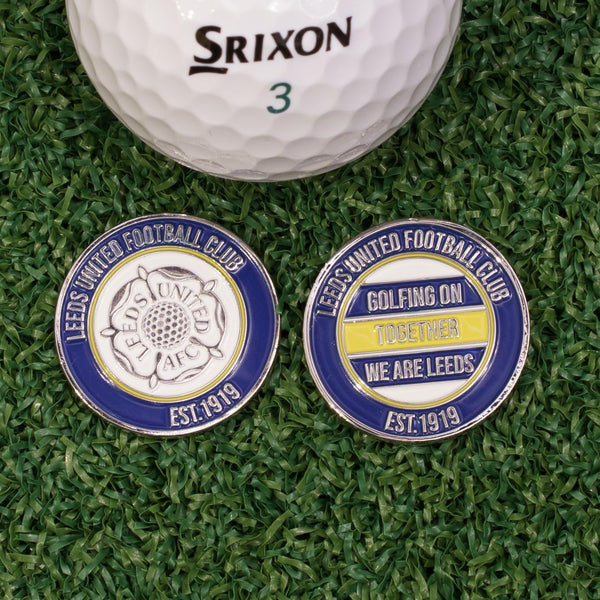 SRIXON
3
LEEDS UNITED FOOTBALL CLUB
LEEDS UNITED
AFC
EST.1919
LEEDS UNITED FOOTBALL CLUB
GOLFING ON
TOGETHER
WE ARE LEEDS
EST.1919